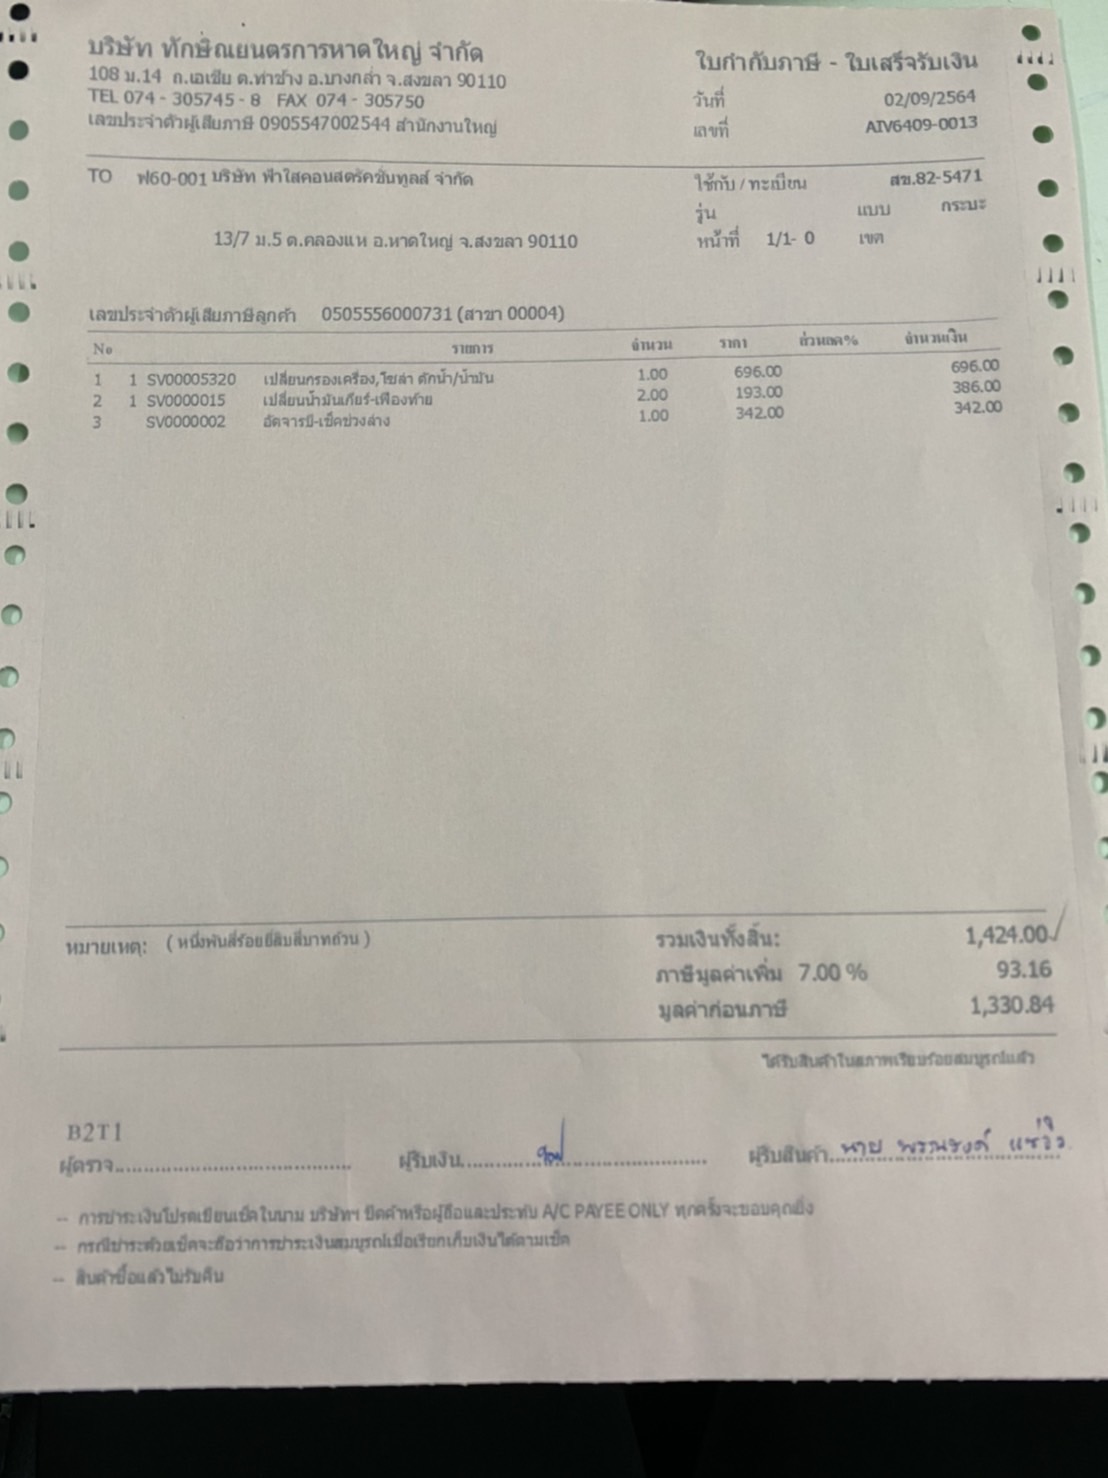 บริษัท ทักษิณยนตรการหาดใหญ่ จำกัด
108 ม.14 ถ.เอเซีย ต.ท่าช้าง อ.บางกล่ำ จ.สงขลา 90110
TEL 074 - 305745 - 8 FAX 074 - 305750
เลขประจำตัวผู้เสียภาษี 0905547002544 สำนักงานใหญ่
ใบกำกับภาษี - ใบเสร็จรับเงิน
วันที่ 02/09/2564
เลขที่ AIV6409-0013
TO ฟ60-001 บริษัท ฟ้าใสคอนสตรัคชั่นทูลส์ จำกัด
13/7 ม.5 ต.คลองแห อ.หาดใหญ่ จ.สงขลา 90110
ใช้กับ / ทะเบียน สข.82-5471
รุ่น แบบ กระบะ
หน้าที่ 1/1- 0 เขต
เลขประจำตัวผู้เสียภาษีลูกค้า 0505556000731 (สาขา 00004)
No รายการ จำนวน ราคา ส่วนลด% จำนวนเงิน
1 1 SV00005320 เปลี่ยนกรองเครื่อง,โซล่า ดักน้ำ/น้ำมัน 1.00 696.00 696.00
2 1 SV0000015 เปลี่ยนน้ำมันเกียร์-เฟืองท้าย 2.00 193.00 386.00
3 SV0000002 อัดจารบี-เช็คช่วงล่าง 1.00 342.00 342.00
หมายเหตุ: ( หนึ่งพันสี่ร้อยยี่สิบสี่บาทถ้วน )
รวมเงินทั้งสิ้น: 1,424.00
ภาษีมูลค่าเพิ่ม 7.00 % 93.16
มูลค่าก่อนภาษี 1,330.84
ได้รับสินค้าในสภาพเรียบร้อยสมบูรณ์แล้ว
B2T1
ผู้ตรวจ.......................................
ผู้รับเงิน.......................................
ผู้รับสินค้า.. นาย พรณรงค์
-- การชำระเงินโปรดเขียนเช็คในนาม บริษัทฯ ขีดคำหรือผู้ถือและประทับ A/C PAYEE ONLY ทุกครั้งจะขอบคุณยิ่ง
-- กรณีชำระด้วยเช็คจะถือว่าการชำระเงินสมบูรณ์เมื่อเรียกเก็บเงินได้ตามเช็ค
-- สินค้าซื้อแล้วไม่รับคืน